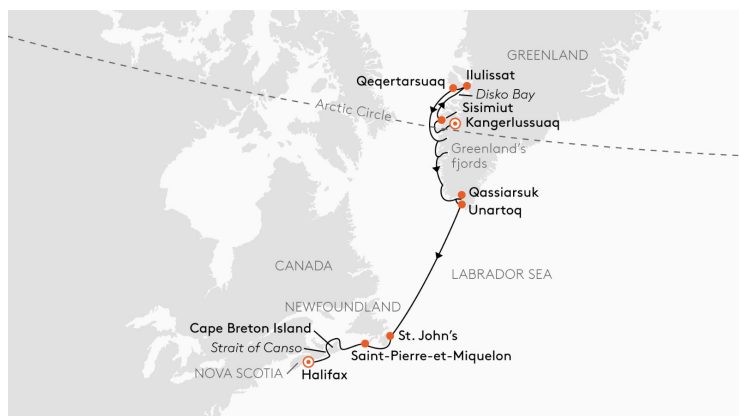 GREENLAND
Ilulissat
Qeqertarsuaq
Disko Bay
Sisimiut
Arctic Circle
Kangerlussuaq
Greenland's
fjords
Qassiarsuk
Unartoq
CANADA
LABRADOR SEA
NEWFOUNDLAND
Cape Breton Island
St. John's
Strait of Canso
Saint-Pierre-et-Miquelon
NOVA SCOTIA
Halifax